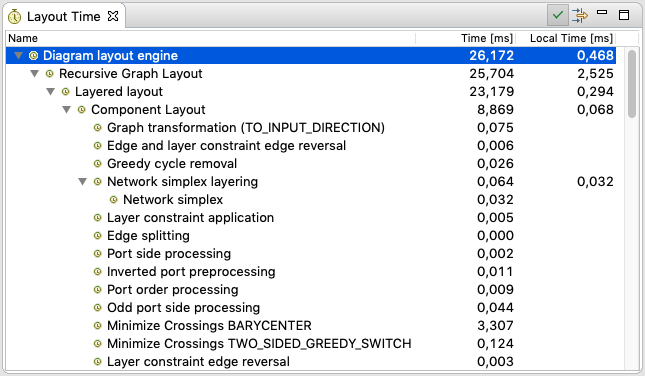 Layout Time
Name Time [ms] Local Time [ms]
Diagram layout engine 26,172 0,468
Recursive Graph Layout 25,704 2,525
Layered layout 23,179 0,294
Component Layout 8,869 0,068
Graph transformation (TO_INPUT_DIRECTION) 0,075
Edge and layer constraint edge reversal 0,006
Greedy cycle removal 0,026
Network simplex layering 0,064 0,032
Network simplex 0,032
Layer constraint application 0,005
Edge splitting 0,000
Port side processing 0,002
Inverted port preprocessing 0,011
Port order processing 0,009
Odd port side processing 0,044
Minimize Crossings BARYCENTER 3,307
Minimize Crossings TWO_SIDED_GREEDY_SWITCH 0,124
Layer constraint edge reversal 0,003